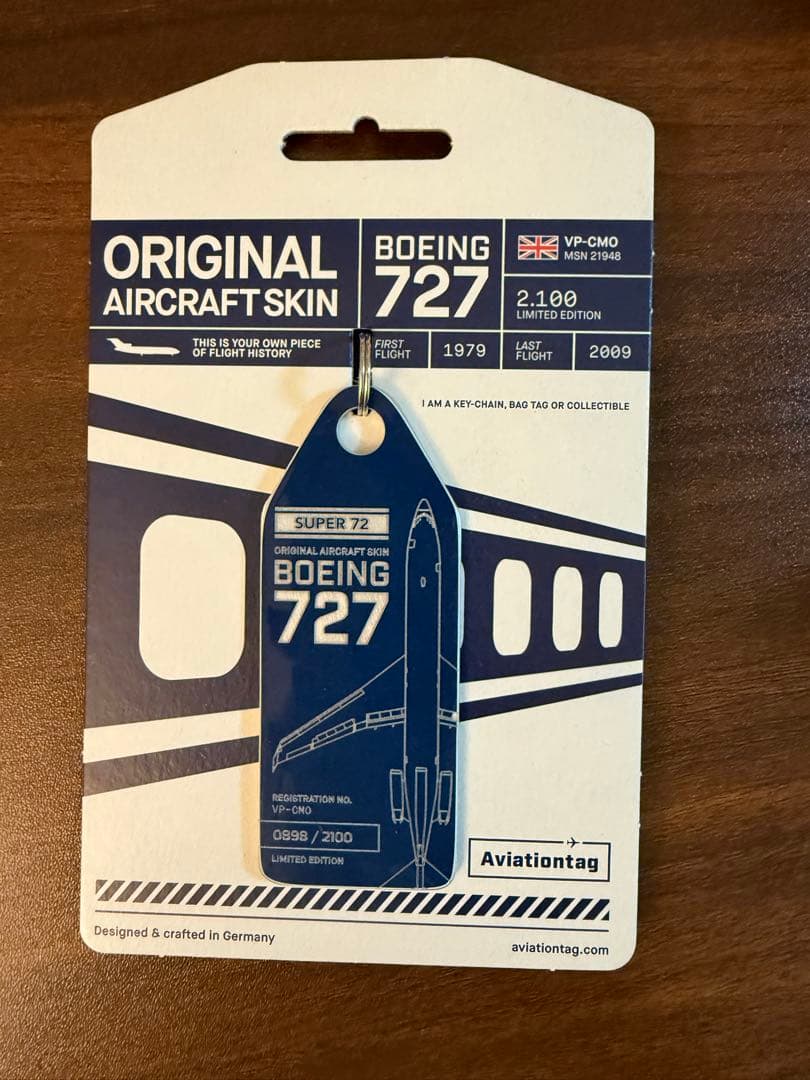 ORIGINAL
AIRCRAFT SKIN
BOEING
727
VP-CMO
MSN 21948
2.100
LIMITED EDITION
THIS IS YOUR OWN PIECE
OF FLIGHT HISTORY
FIRST
FLIGHT
1979
LAST
FLIGHT
2009
I AM A KEY-CHAIN, BAG TAG OR COLLECTIBLE
SUPER 72
ORIGINAL AIRCRAFT SKIN
BOEING
727
REGISTRATION NO.
VP-CMO
0898 / 2100
LIMITED EDITION
Aviationtag
Designed & crafted in Germany
aviationtag.com